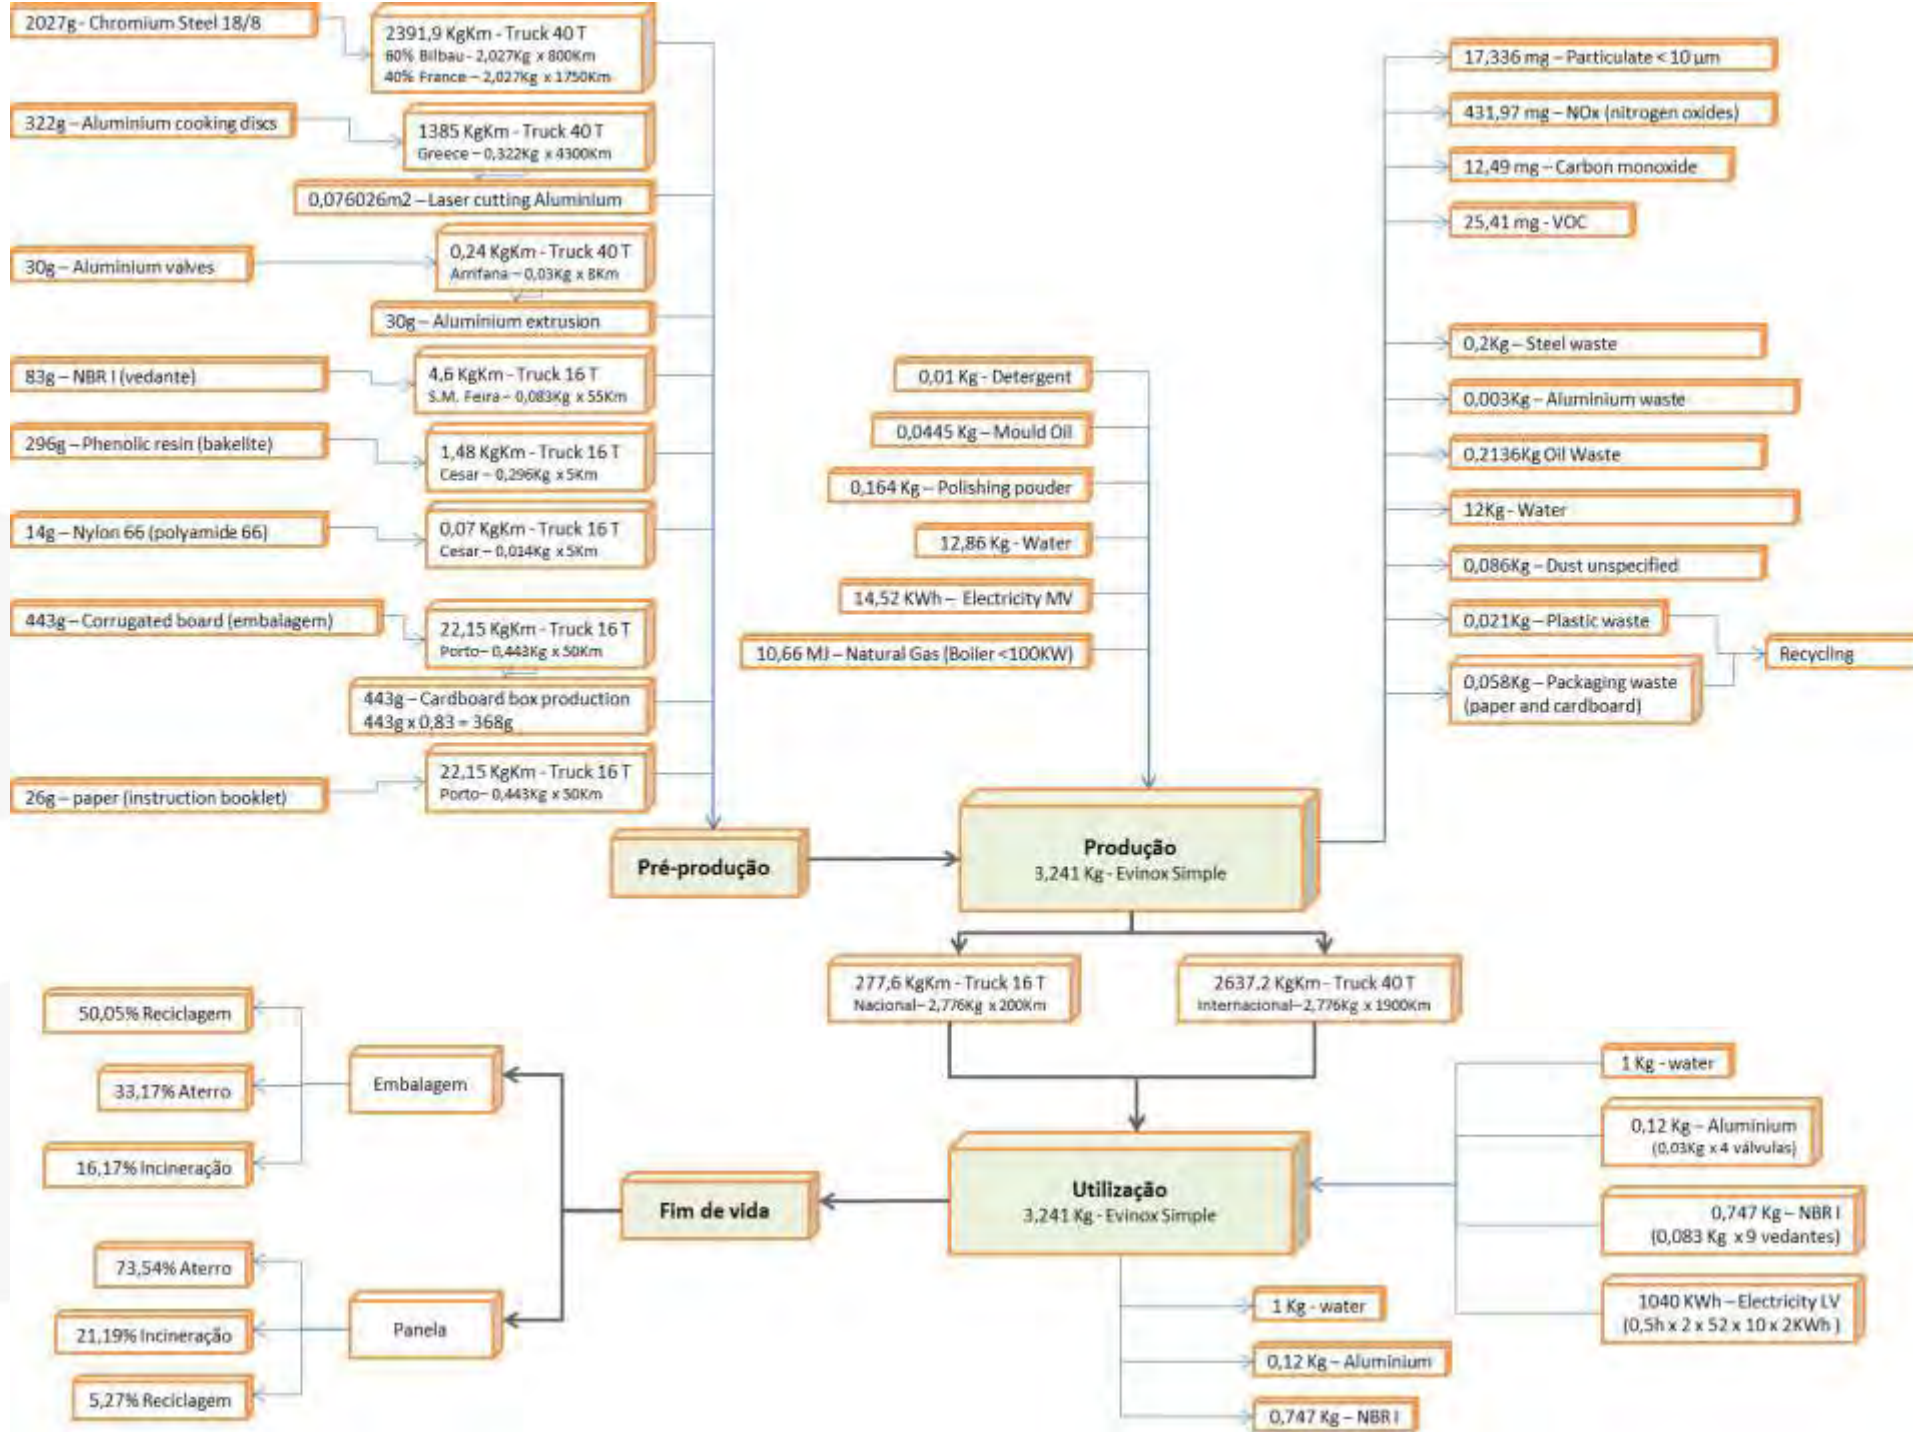 2027g - Chromium Steel 18/8
2391,9 KgKm - Truck 40 T
60% Bilbau - 2,027Kg x 800Km
40% France – 2,027Kg x 1750Km
322g – Aluminium cooking discs
1385 KgKm - Truck 40 T
Greece – 0,322Kg x 4300Km
0,076026m2 – Laser cutting Aluminium
30g – Aluminium valves
0,24 KgKm - Truck 40 T
Arrifana – 0,03Kg x 8Km
30g – Aluminium extrusion
83g – NBR I (vedante)
4,6 KgKm - Truck 16 T
S.M. Feira – 0,083Kg x 55Km
296g – Phenolic resin (bakelite)
1,48 KgKm - Truck 16 T
Cesar – 0,296Kg x 5Km
14g – Nylon 66 (polyamide 66)
0,07 KgKm - Truck 16 T
Cesar – 0,014Kg x 5Km
443g – Corrugated board (embalagem)
22,15 KgKm - Truck 16 T
Porto – 0,443Kg x 50Km
443g – Cardboard box production
443g x 0,83 = 368g
26g – paper (instruction booklet)
22,15 KgKm - Truck 16 T
Porto – 0,443Kg x 50Km
0,01 Kg - Detergent
0,0445 Kg – Mould Oil
0,164 Kg – Polishing pouder
12,86 Kg - Water
14,52 KWh – Electricity MV
10,66 MJ – Natural Gas (Boiler <100KW)
17,336 mg – Particulate < 10 µm
431,97 mg – NOx (nitrogen oxides)
12,49 mg – Carbon monoxide
25,41 mg - VOC
0,2Kg – Steel waste
0,003Kg – Aluminium waste
0,2136Kg Oil Waste
12Kg - Water
0,086Kg – Dust unspecified
0,021Kg – Plastic waste
0,058Kg – Packaging waste
(paper and cardboard)
Recycling
Pré-produção
Produção
3,241 Kg - Evinox Simple
277,6 KgKm - Truck 16 T
Nacional – 2,776Kg x 200Km
2637,2 KgKm - Truck 40 T
Internacional – 2,776Kg x 1900Km
1 Kg - water
0,12 Kg – Aluminium
(0,03Kg x 4 válvulas)
0,747 Kg – NBR I
(0,083 Kg x 9 vedantes)
1040 KWh – Electricity LV
(0,5h x 2 x 52 x 10 x 2KWh )
Utilização
3,241 Kg - Evinox Simple
1 Kg - water
0,12 Kg – Aluminium
0,747 Kg – NBR I
Fim de vida
Embalagem
50,05% Reciclagem
33,17% Aterro
16,17% Incineração
Panela
73,54% Aterro
21,19% Incineração
5,27% Reciclagem